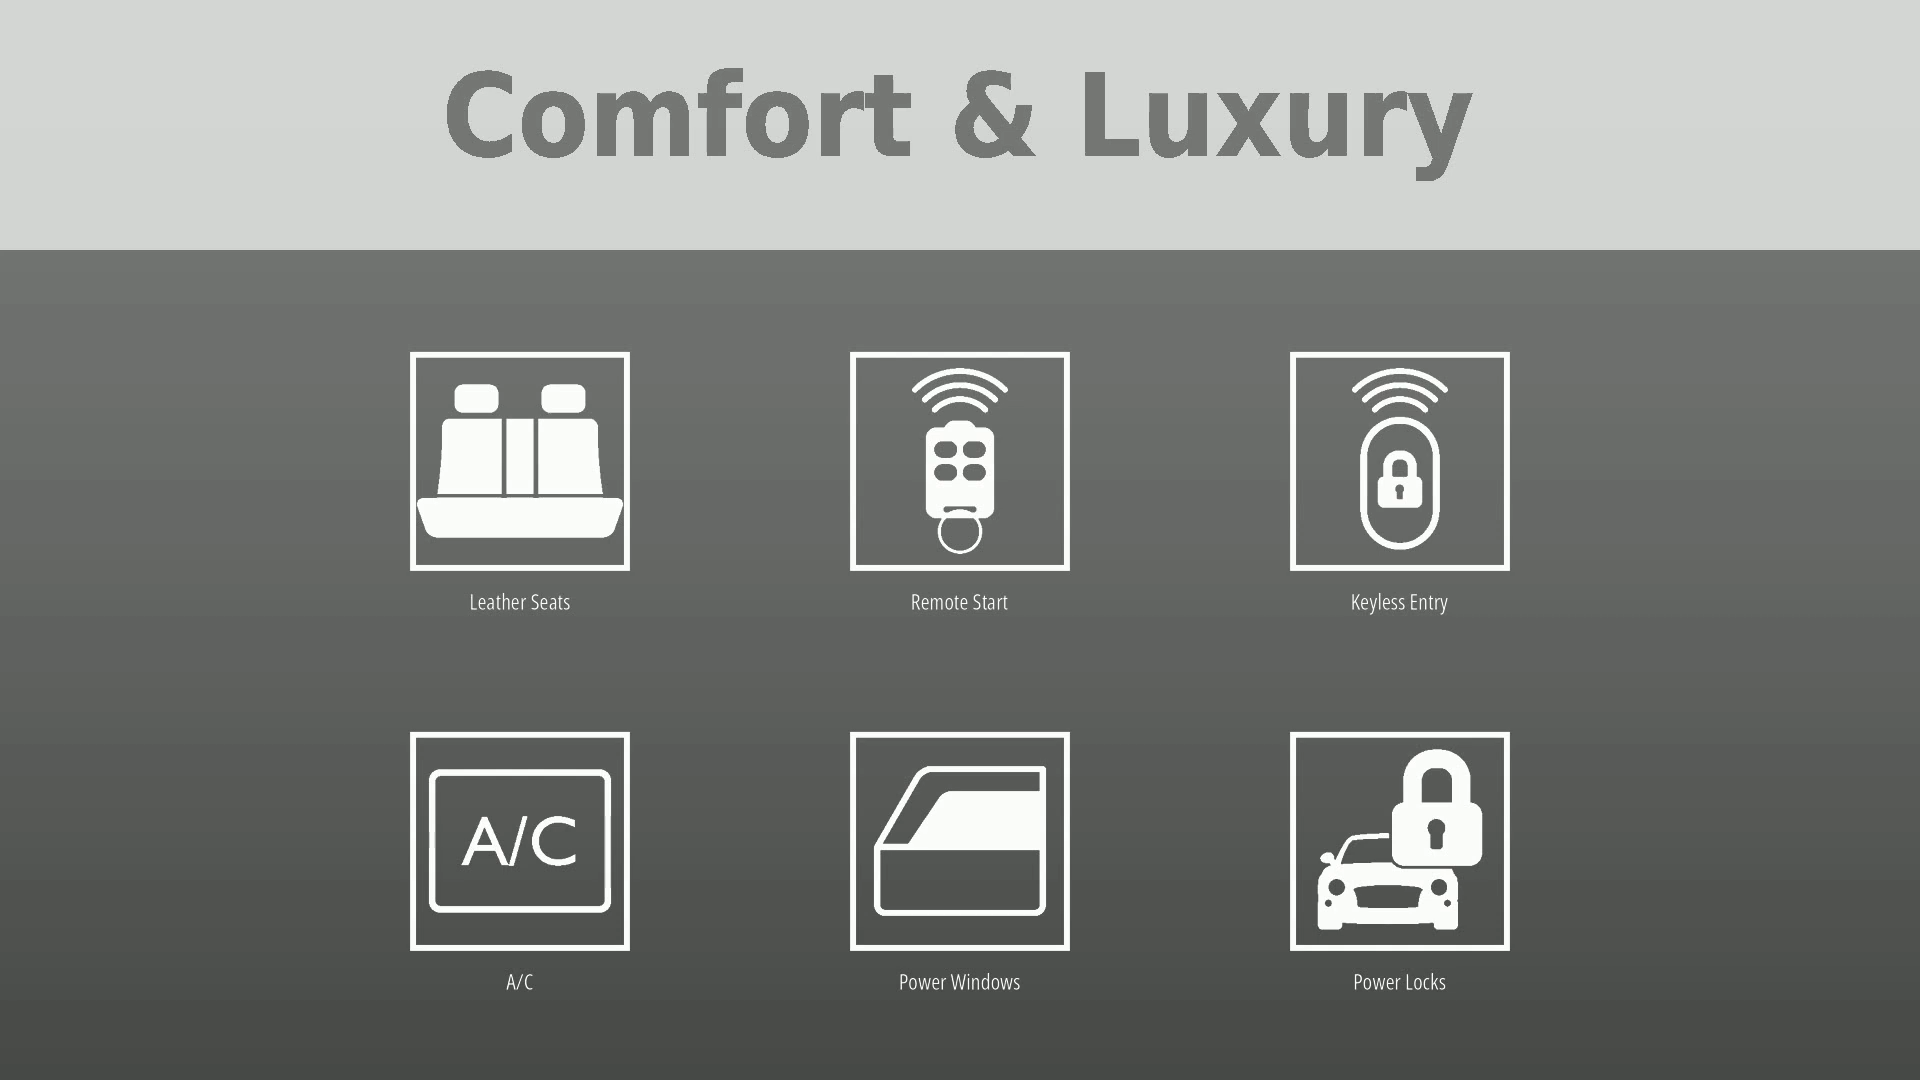 Comfort & Luxury
Leather Seats
Remote Start
Keyless Entry
A/C
A/C
Power Windows
Power Locks